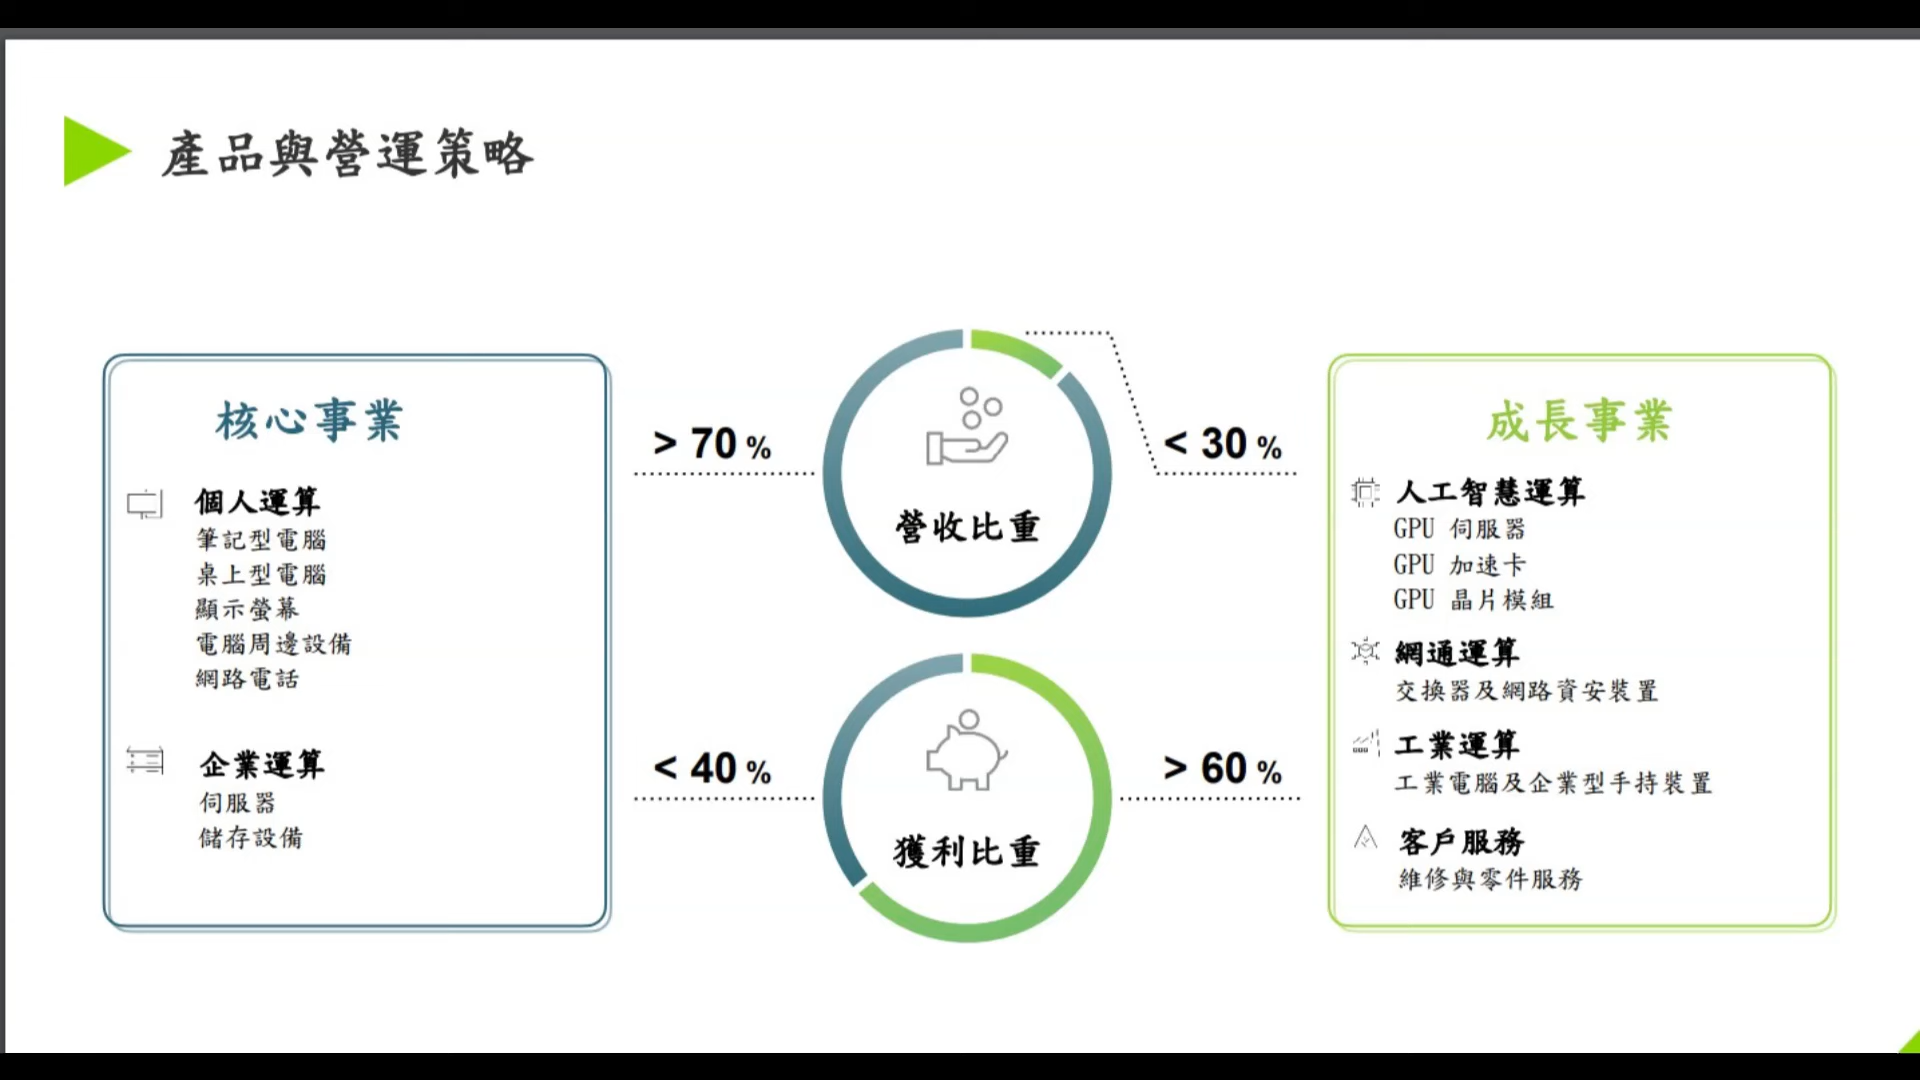 產品與營運策略
核心事業
個人運算
筆記型電腦
桌上型電腦
顯示螢幕
電腦周邊設備
網路電話
企業運算
伺服器
儲存設備
> 70 %
< 30 %
營收比重
< 40 %
> 60 %
獲利比重
成長事業
人工智慧運算
GPU 伺服器
GPU 加速卡
GPU 晶片模組
網通運算
交換器及網路資安裝置
工業運算
工業電腦及企業型手持裝置
客戶服務
維修與零件服務